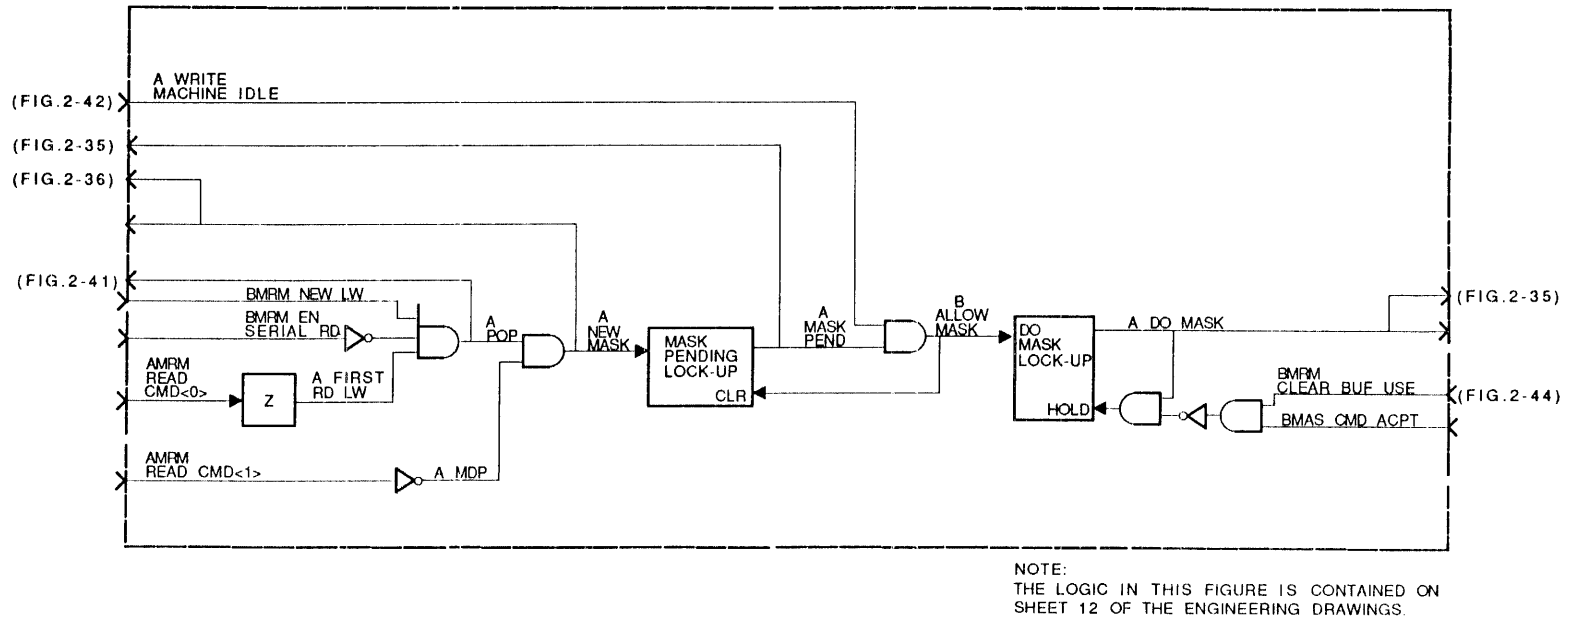 A WRITE
MACHINE IDLE
(FIG.2-42)
(FIG.2-35)
(FIG.2-36)
(FIG.2-41)
BMRM NEW LW
BMRM EN
SERIAL RD
AMRM
READ
CMD<0>
Z
A FIRST
RD LW
AMRM
READ CMD<1>
A MDP
A
POP
A
NEW
MASK
MASK
PENDING
LOCK-UP
CLR
A
MASK
PEND
B
ALLOW
MASK
DO
MASK
LOCK-UP
HOLD
A DO MASK
(FIG.2-35)
BMRM
CLEAR BUF USE
(FIG.2-44)
BMAS CMD ACPT
NOTE:
THE LOGIC IN THIS FIGURE IS CONTAINED ON
SHEET 12 OF THE ENGINEERING DRAWINGS.